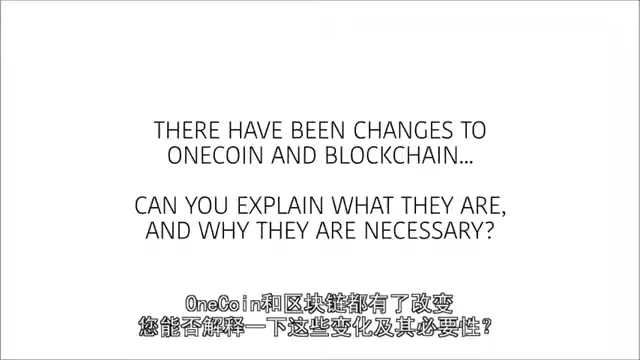 THERE HAVE BEEN CHANGES TO
ONECOIN AND BLOCKCHAIN...
CAN YOU EXPLAIN WHAT THEY ARE,
AND WHY THEY ARE NECESSARY?
OneCoin和区块链都有了改变
您能否解释一下这些变化及其必要性？